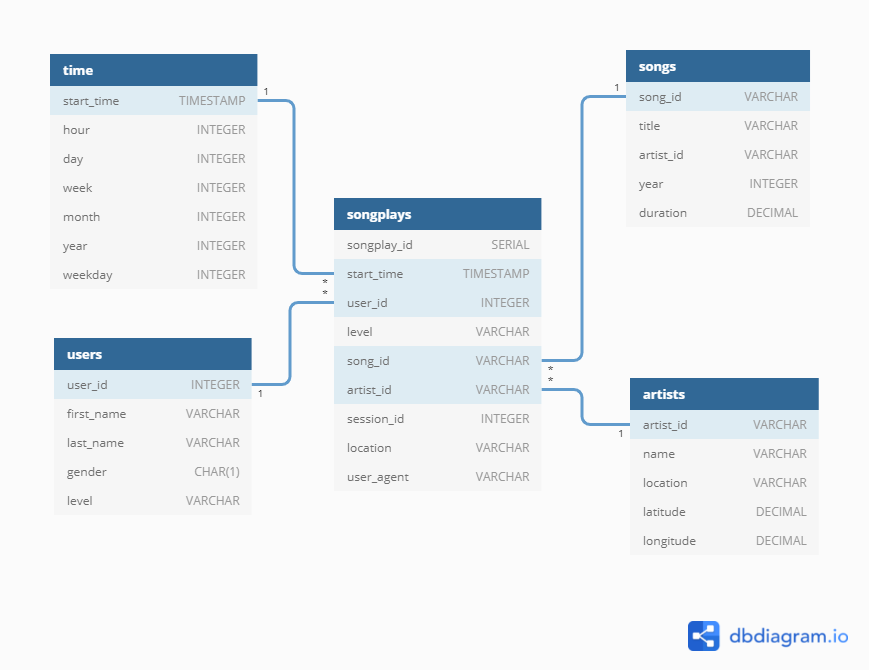 time
start_time TIMESTAMP
hour INTEGER
day INTEGER
week INTEGER
month INTEGER
year INTEGER
weekday INTEGER
1
users
user_id INTEGER
first_name VARCHAR
last_name VARCHAR
gender CHAR(1)
level VARCHAR
1
songplays
songplay_id SERIAL
start_time TIMESTAMP
user_id INTEGER
level VARCHAR
song_id VARCHAR
artist_id VARCHAR
session_id INTEGER
location VARCHAR
user_agent VARCHAR
*
*
*
*
songs
song_id VARCHAR
title VARCHAR
artist_id VARCHAR
year INTEGER
duration DECIMAL
1
artists
artist_id VARCHAR
name VARCHAR
location VARCHAR
latitude DECIMAL
longitude DECIMAL
1
dbdiagram.io